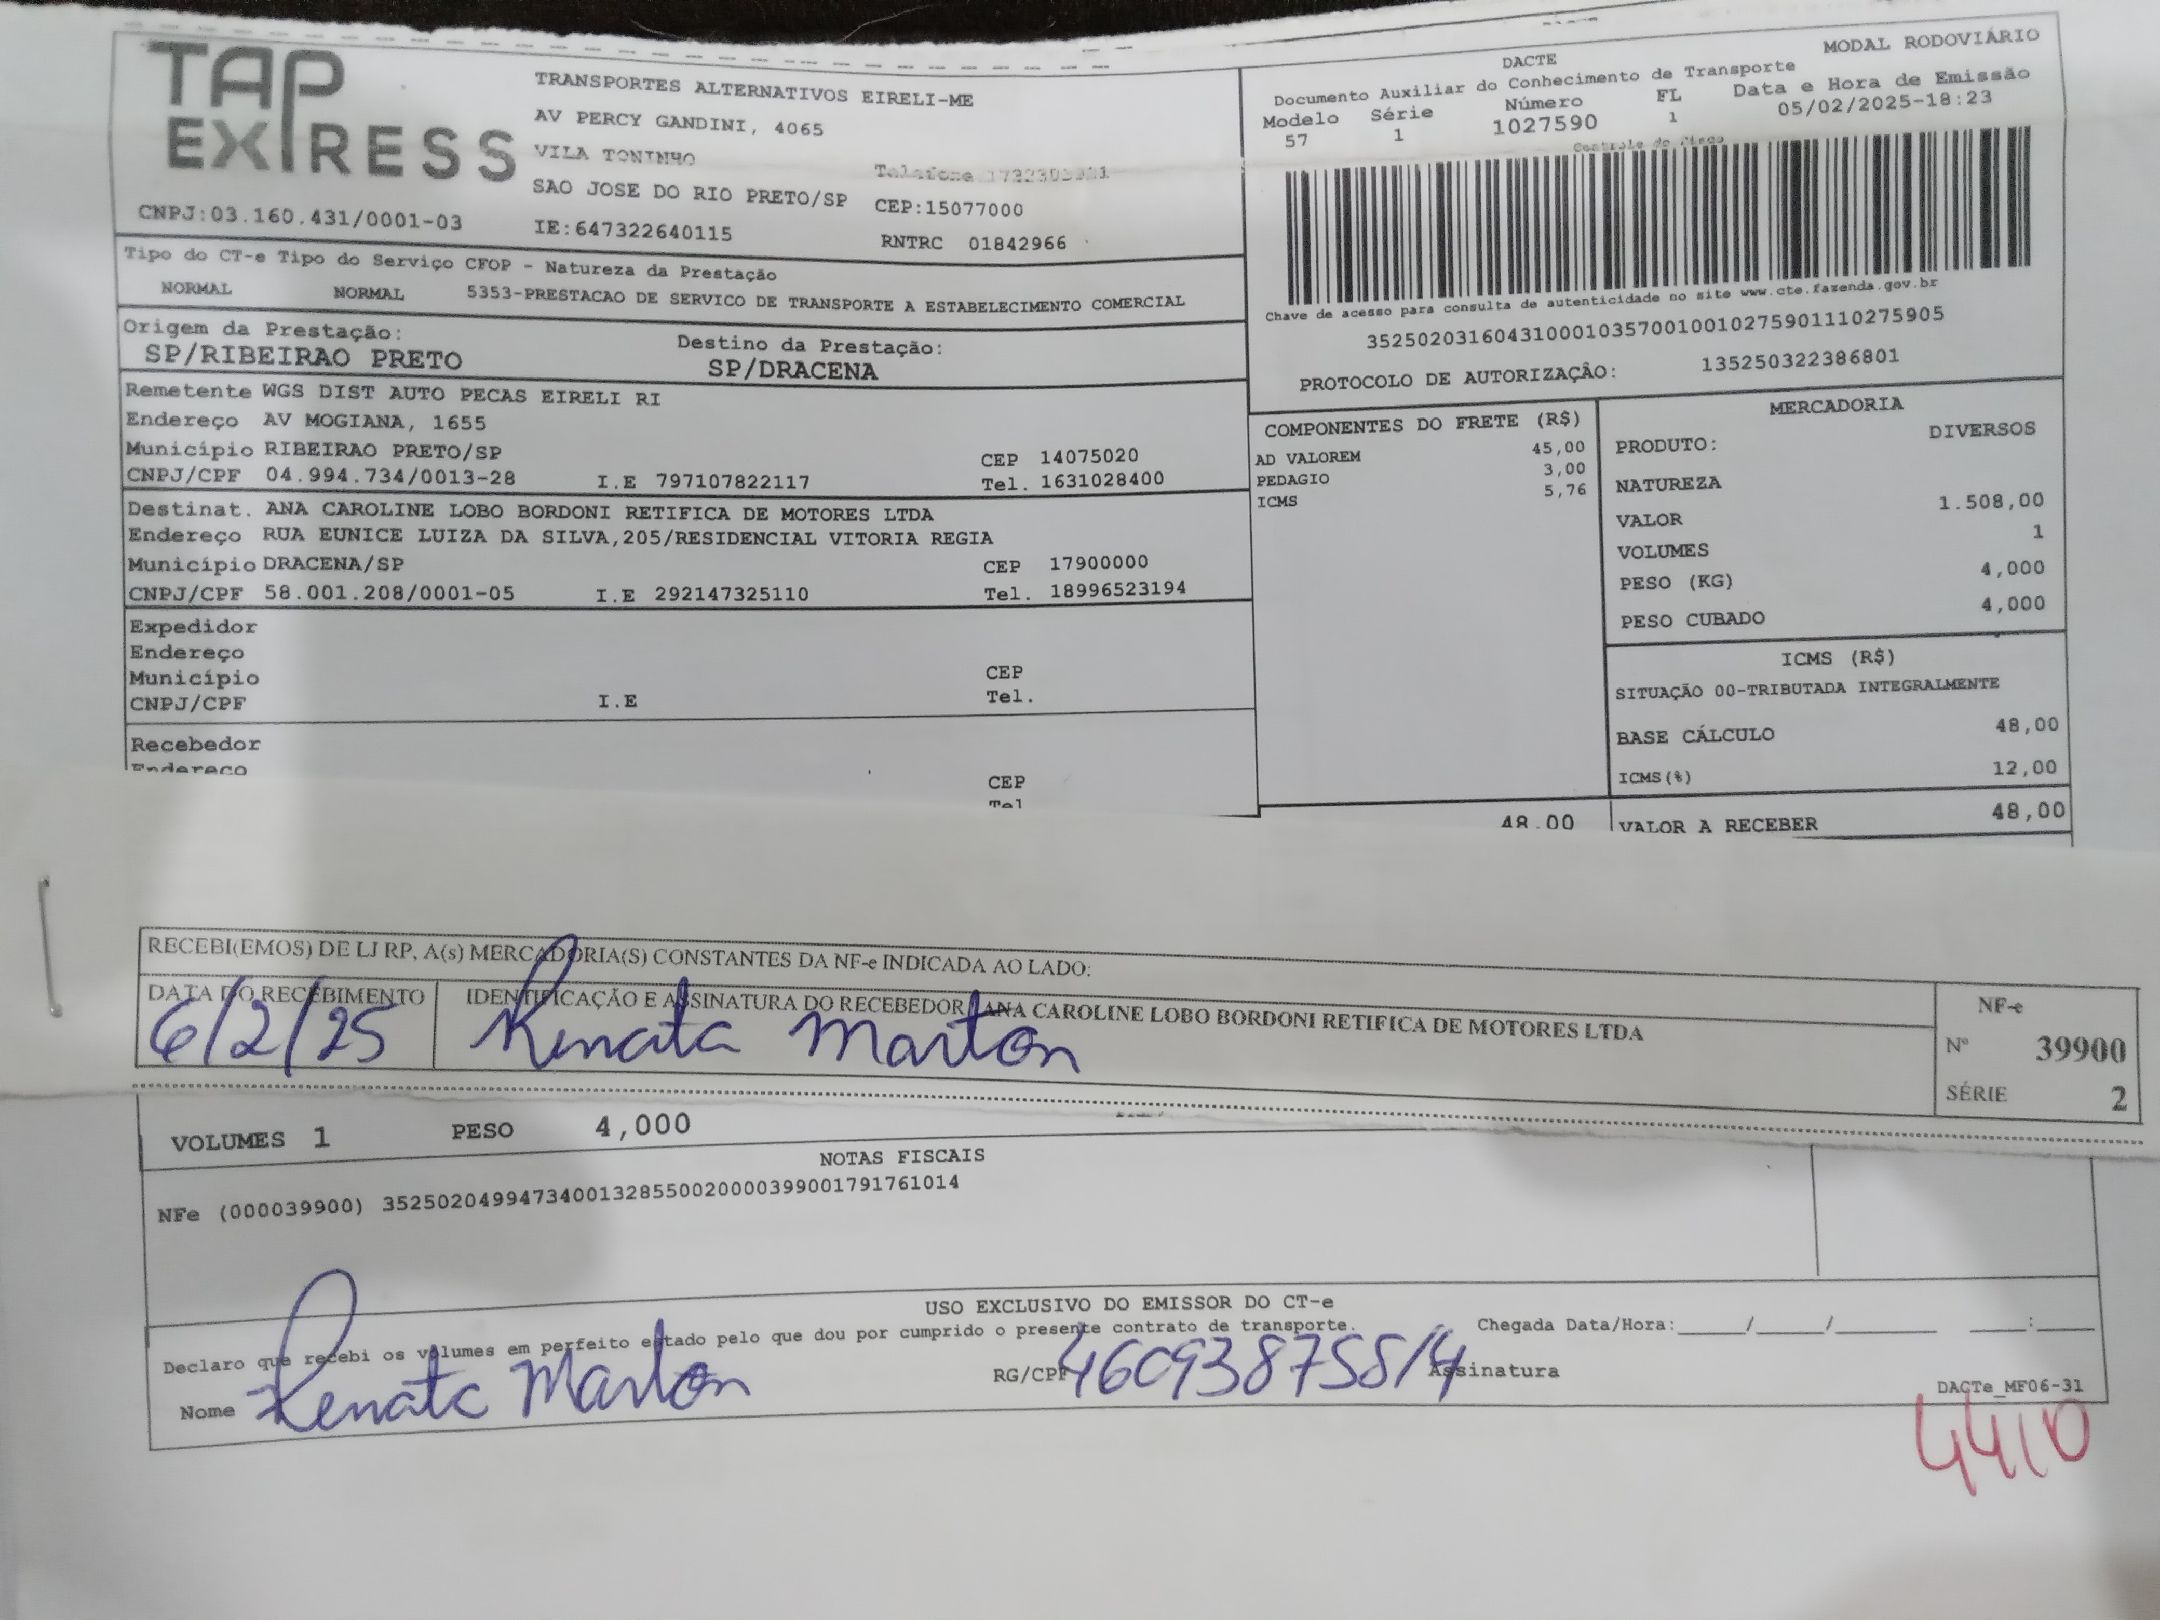 TAP EXPRESS
TRANSPORTES ALTERNATIVOS EIRELI-ME
AV PERCY GANDINI, 4065
VILA TONINHO
Telefone
SAO JOSE DO RIO PRETO/SP CEP:15077000
CNPJ:03.160.431/0001-03 IE:647322640115 RNTRC 01842966
DACTE MODAL RODOVIÁRIO
Documento Auxiliar do Conhecimento de Transporte
Modelo Série Número FL Data e Hora de Emissão
57 1 1027590 1 05/02/2025-18:23
Controle do Fisco
Chave de acesso para consulta de autenticidade no site www.cte.fazenda.gov.br
35250203160431000103570010010275901110275905
PROTOCOLO DE AUTORIZAÇÃO: 135250322386801
Tipo do CT-e Tipo do Serviço CFOP - Natureza da Prestação
NORMAL NORMAL 5353-PRESTACAO DE SERVICO DE TRANSPORTE A ESTABELECIMENTO COMERCIAL
Origem da Prestação: Destino da Prestação:
SP/RIBEIRAO PRETO SP/DRACENA
Remetente WGS DIST AUTO PECAS EIRELI RI
Endereço AV MOGIANA, 1655
Município RIBEIRAO PRETO/SP CEP 14075020
CNPJ/CPF 04.994.734/0013-28 I.E 797107822117 Tel. 1631028400
Destinat. ANA CAROLINE LOBO BORDONI RETIFICA DE MOTORES LTDA
Endereço RUA EUNICE LUIZA DA SILVA,205/RESIDENCIAL VITORIA REGIA
Município DRACENA/SP CEP 17900000
CNPJ/CPF 58.001.208/0001-05 I.E 292147325110 Tel. 18996523194
Expedidor
Endereço
Município CEP
CNPJ/CPF I.E Tel.
Recebedor
Endereço CEP
Tel
COMPONENTES DO FRETE (R$)
AD VALOREM 45,00
PEDAGIO 3,00
ICMS 5,76
48,00
MERCADORIA
PRODUTO: DIVERSOS
NATUREZA
VALOR 1.508,00
VOLUMES 1
PESO (KG) 4,000
PESO CUBADO 4,000
ICMS (R$)
SITUAÇÃO 00-TRIBUTADA INTEGRALMENTE
BASE CÁLCULO 48,00
ICMS(%) 12,00
VALOR A RECEBER 48,00
RECEBI(EMOS) DE LJ RP, A(s) MERCADORIA(S) CONSTANTES DA NF-e INDICADA AO LADO:
DATA DO RECEBIMENTO IDENTIFICAÇÃO E ASSINATURA DO RECEBEDOR ANA CAROLINE LOBO BORDONI RETIFICA DE MOTORES LTDA
6/2/25 Renata Marton
NF-e
Nº 39900
SÉRIE 2
VOLUMES 1 PESO 4,000
NOTAS FISCAIS
NFe (000039900) 35250204994734001328550020000399001791761014
USO EXCLUSIVO DO EMISSOR DO CT-e
Declaro que recebi os volumes em perfeito estado pelo que dou por cumprido o presente contrato de transporte. Chegada Data/Hora:_____/_____/_______ ____:____
Nome Renata Marton RG/CPF 460938758/4 Assinatura
DACTe_MF06-31
4410